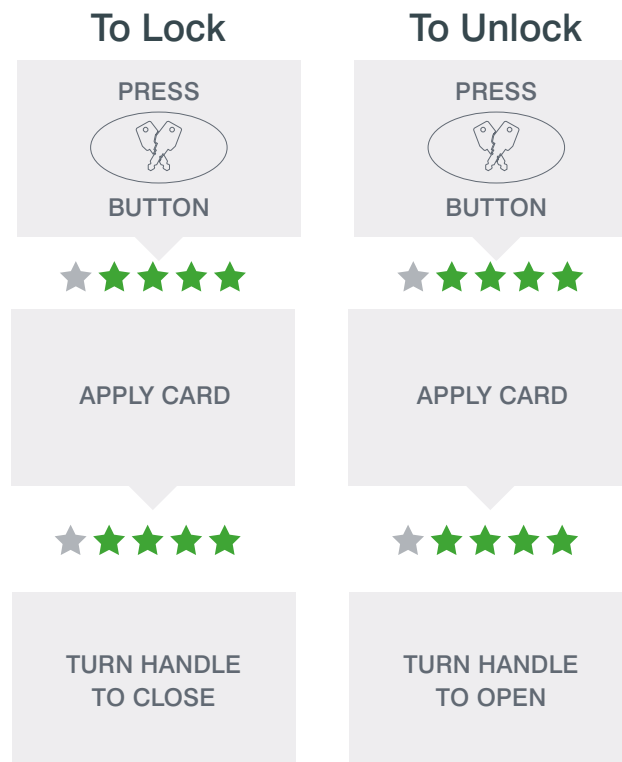 To Lock
PRESS
BUTTON
APPLY CARD
TURN HANDLE
TO CLOSE
To Unlock
PRESS
BUTTON
APPLY CARD
TURN HANDLE
TO OPEN